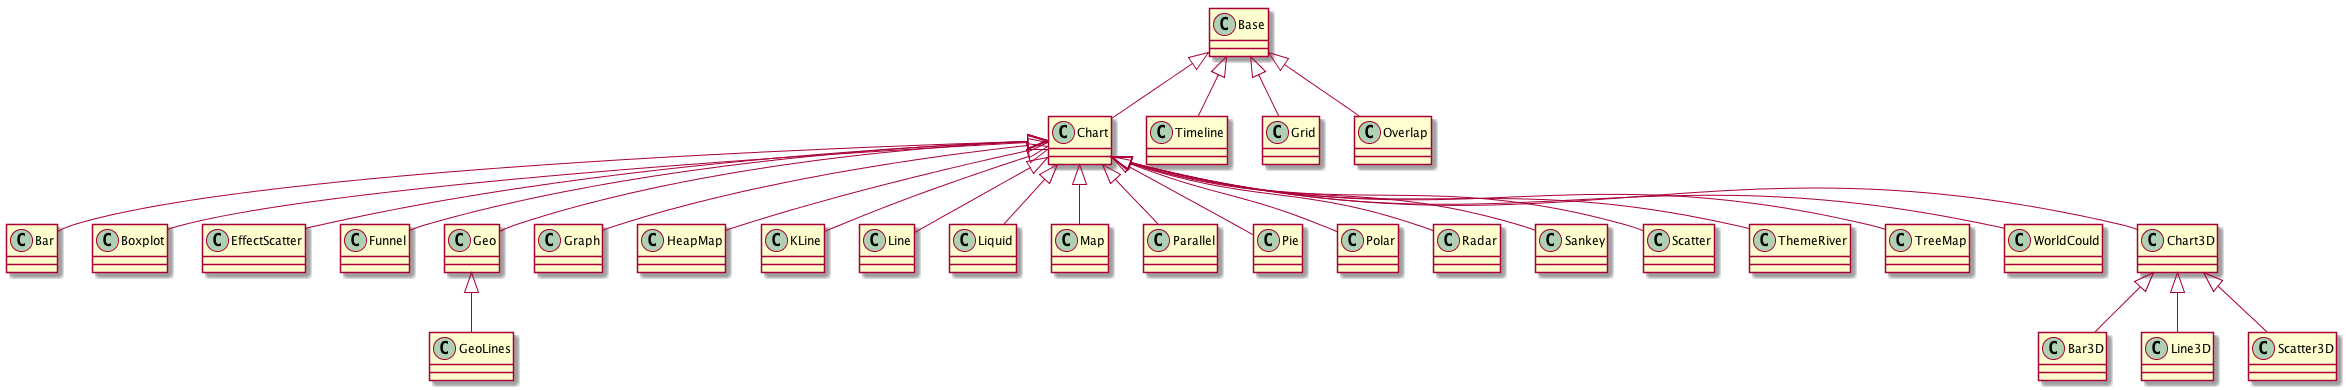 C Base
C Chart
C Timeline
C Grid
C Overlap
C Bar
C Boxplot
C EffectScatter
C Funnel
C Geo
C Graph
C HeapMap
C KLine
C Line
C Liquid
C Map
C Parallel
C Pie
C Polar
C Radar
C Sankey
C Scatter
C ThemeRiver
C TreeMap
C WorldCould
C Chart3D
C GeoLines
C Bar3D
C Line3D
C Scatter3D